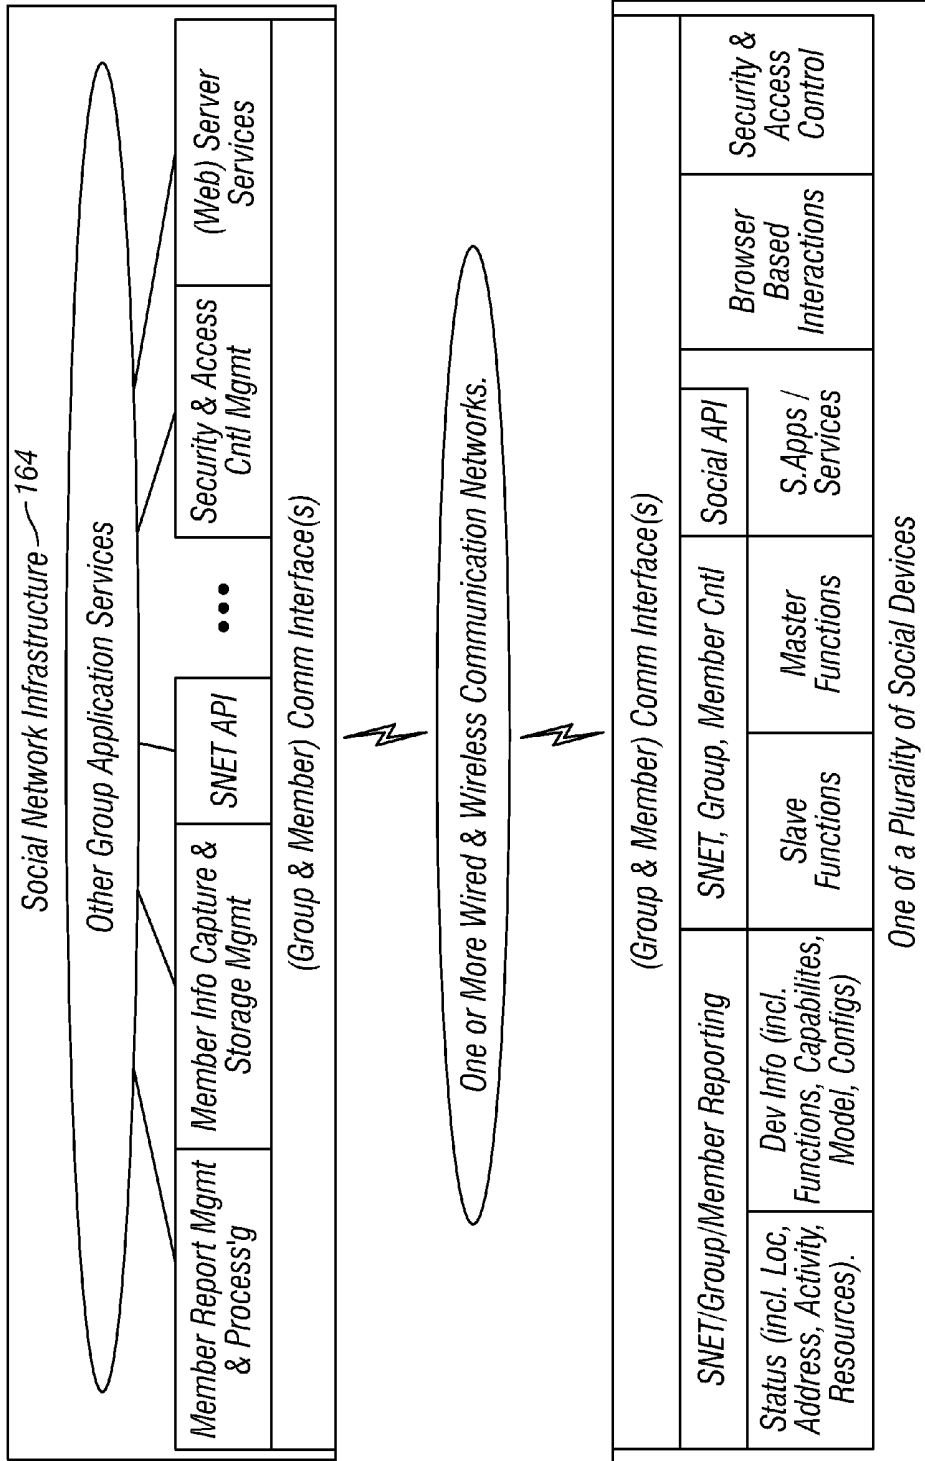 Social Network Infrastructure 164
Other Group Application Services
Member Report Mgmt
& Process'g
Member Info Capture &
Storage Mgmt
SNET API
•••
Security & Access
Cntl Mgmt
(Web) Server
Services
(Group & Member) Comm Interface(s)
One or More Wired & Wireless Communication Networks.
(Group & Member) Comm Interface(s)
SNET/Group/Member Reporting
SNET, Group, Member Cntl
Social API
Status (incl. Loc,
Address, Activity,
Resources).
Dev Info (incl.
Functions, Capabilites,
Model, Configs)
Slave
Functions
Master
Functions
S.Apps /
Services
Browser
Based
Interactions
Security &
Access
Control
One of a Plurality of Social Devices